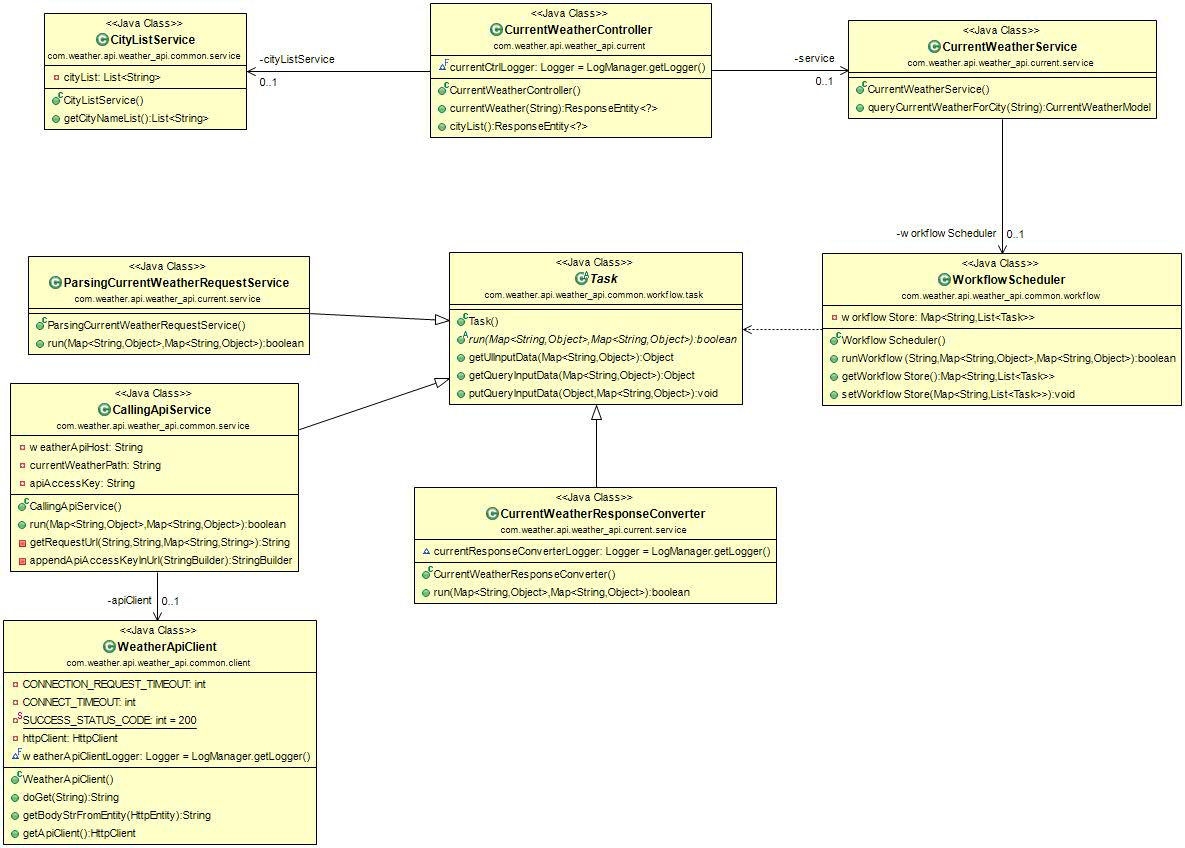 <<Java Class>>
CityListService
com.weather.api.weather_api.common.service
cityList: List<String>
CityListService()
getCityNameList():List<String>
-cityListService
0..1
<<Java Class>>
CurrentWeatherController
com.weather.api.weather_api.current
currentCtrlLogger: Logger = LogManager.getLogger()
CurrentWeatherController()
currentWeather(String):ResponseEntity<?>
cityList():ResponseEntity<?>
-service
0..1
<<Java Class>>
CurrentWeatherService
com.weather.api.weather_api.current.service
CurrentWeatherService()
queryCurrentWeatherForCity(String):CurrentWeatherModel
-w orkflow Scheduler
0..1
<<Java Class>>
ParsingCurrentWeatherRequestService
com.weather.api.weather_api.current.service
ParsingCurrentWeatherRequestService()
run(Map<String,Object>,Map<String,Object>):boolean
<<Java Class>>
Task
com.weather.api.weather_api.common.workflow.task
Task()
run(Map<String,Object>,Map<String,Object>):boolean
getUIInputData(Map<String,Object>):Object
getQueryInputData(Map<String,Object>):Object
putQueryInputData(Object,Map<String,Object>):void
<<Java Class>>
WorkflowScheduler
com.weather.api.weather_api.common.workflow
w orkflow Store: Map<String,List<Task>>
Workflow Scheduler()
runWorkflow (String,Map<String,Object>,Map<String,Object>):boolean
getWorkflow Store():Map<String,List<Task>>
setWorkflow Store(Map<String,List<Task>>):void
<<Java Class>>
CallingApiService
com.weather.api.weather_api.common.service
w eatherApiHost: String
currentWeatherPath: String
apiAccessKey: String
CallingApiService()
run(Map<String,Object>,Map<String,Object>):boolean
getRequestUrl(String,String,Map<String,String>):String
appendApiAccessKeyInUrl(StringBuilder):StringBuilder
-apiClient
0..1
<<Java Class>>
CurrentWeatherResponseConverter
com.weather.api.weather_api.current.service
currentResponseConverterLogger: Logger = LogManager.getLogger()
CurrentWeatherResponseConverter()
run(Map<String,Object>,Map<String,Object>):boolean
<<Java Class>>
WeatherApiClient
com.weather.api.weather_api.common.client
CONNECTION_REQUEST_TIMEOUT: int
CONNECT_TIMEOUT: int
SUCCESS_STATUS_CODE: int = 200
httpClient: HttpClient
w eatherApiClientLogger: Logger = LogManager.getLogger()
WeatherApiClient()
doGet(String):String
getBodyStrFromEntity(HttpEntity):String
getApiClient():HttpClient